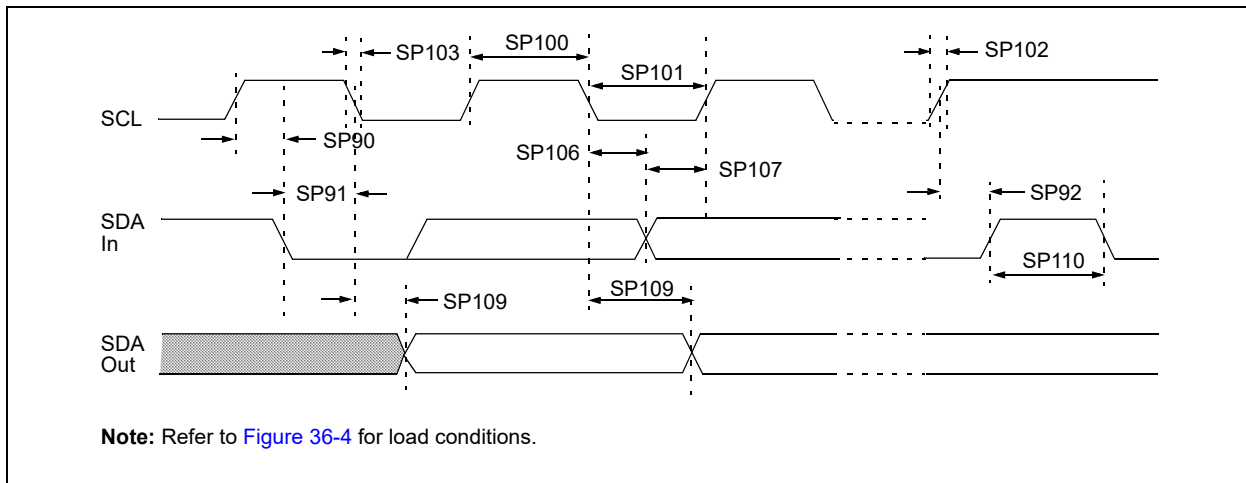 SP103
SP100
SP101
SP102
SCL
SP90
SP106
SP107
SP91
SP92
SDA
In
SP110
SP109
SP109
SDA
Out
Note: Refer to Figure 36-4 for load conditions.